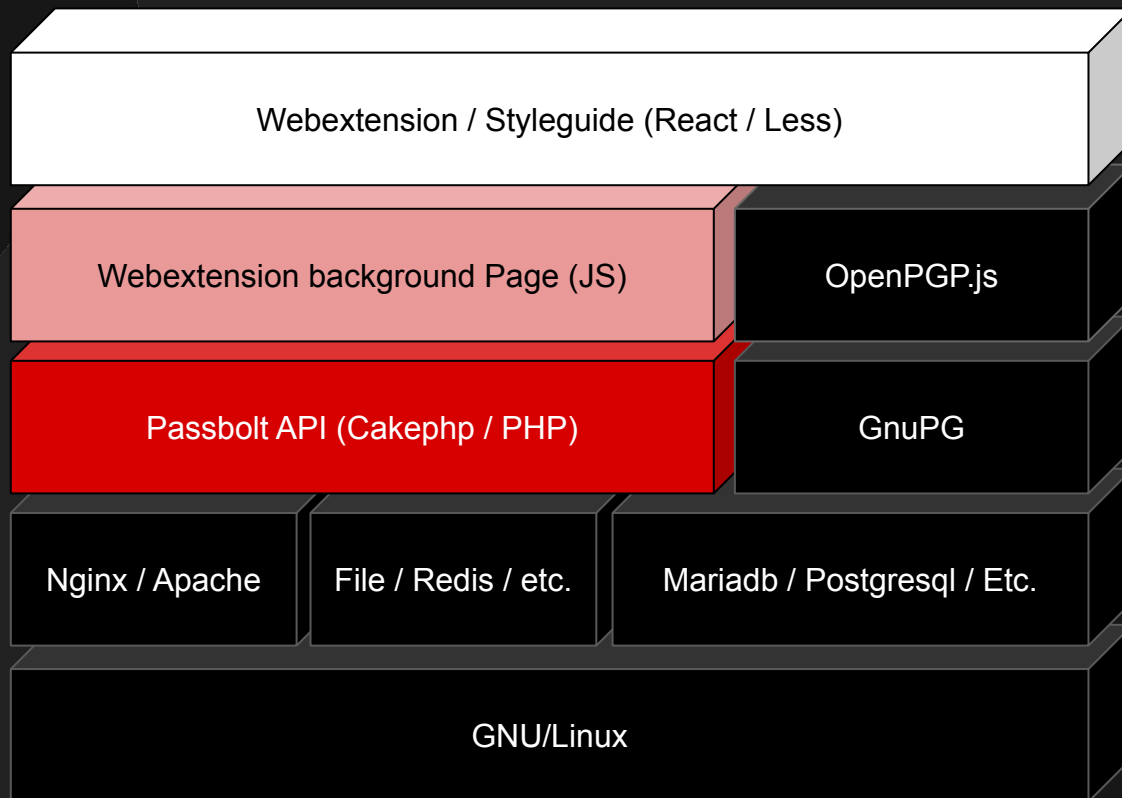 Webextension / Styleguide (React / Less)
Webextension background Page (JS)
OpenPGP.js
Passbolt API (Cakephp / PHP)
GnuPG
Nginx / Apache
File / Redis / etc.
Mariadb / Postgresql / Etc.
GNU/Linux